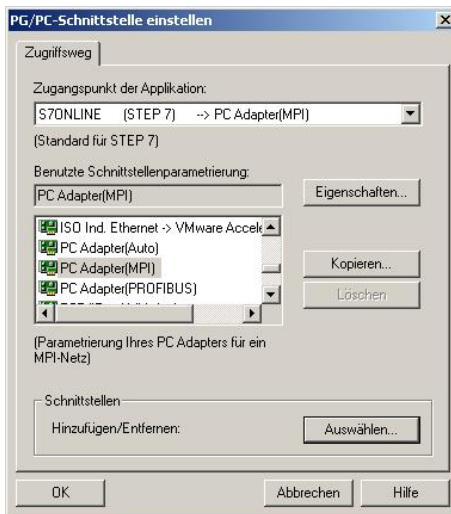 PG/PC-Schnittstelle einstellen
Zugriffsweg
Zugangspunkt der Applikation:
S7ONLINE (STEP 7) --> PC Adapter(MPI)
(Standard für STEP 7)
Benutzte Schnittstellenparametrierung:
PC Adapter(MPI)
Eigenschaften...
ISO Ind. Ethernet -> VMware Accele
PC Adapter(Auto)
PC Adapter(MPI)
PC Adapter(PROFIBUS)
Kopieren...
Löschen
(Parametrierung Ihres PC Adapters für ein
MPI-Netz)
Schnittstellen
Hinzufügen/Entfernen:
Auswählen...
OK
Abbrechen
Hilfe